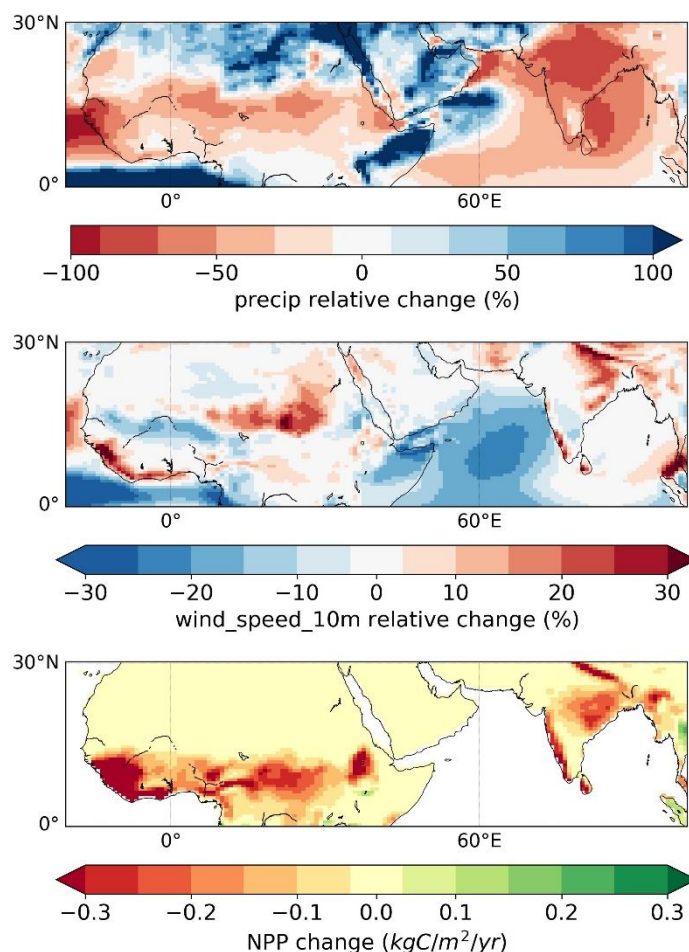 30°N
0°
0°
60°E
−100
−50
0
50
100
precip relative change (%)
30°N
0°
0°
60°E
−30
−20
−10
0
10
20
30
wind_speed_10m relative change (%)
30°N
0°
0°
60°E
−0.3
−0.2
−0.1
0.0
0.1
0.2
0.3
NPP change (kgC/m²/yr)